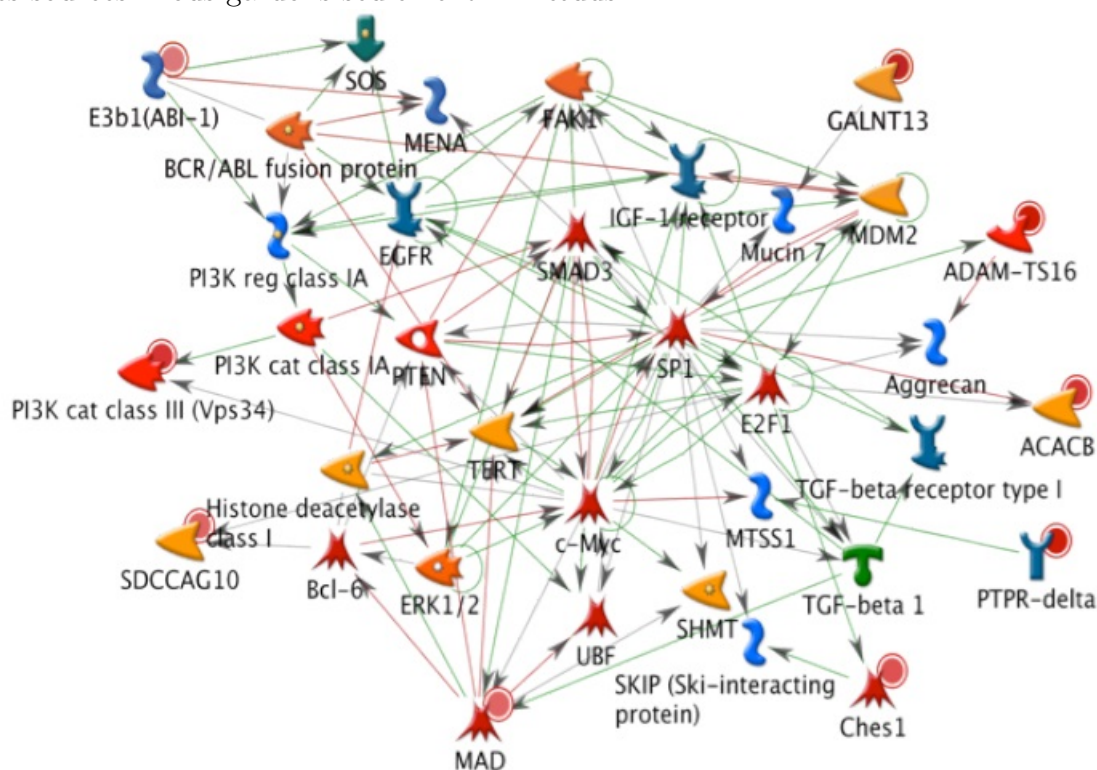 SOS
E3b1(ABI-1)
MENA
FAK1
GALNT13
BCR/ABL fusion protein
IGF-1 receptor
Mucin 7
MDM2
EGFR
SMAD3
ADAM-TS16
PI3K reg class IA
PI3K cat class IA
PTEN
SP1
Aggrecan
PI3K cat class III (Vps34)
E2F1
ACACB
TERT
TGF-beta receptor type I
Histone deacetylase
class I
MTSS1
c-Myc
SDCCAG10
Bcl-6
ERK1/2
TGF-beta 1
PTPR-delta
SHMT
UBF
SKIP (Ski-interacting
protein)
Ches1
MAD